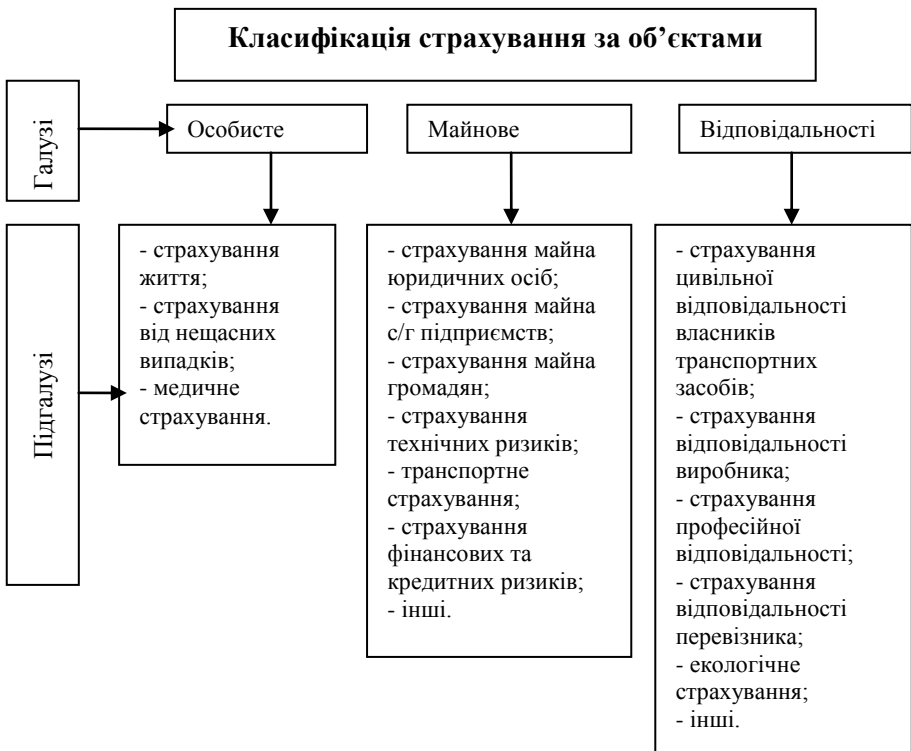 Класифікація страхування за об’єктами
Галузі
Особисте
Майнове
Відповідальності
Підгалузі
- страхування
життя;
- страхування
від нещасних
випадків;
- медичне
страхування.
- страхування майна
юридичних осіб;
- страхування майна
с/г підприємств;
- страхування майна
громадян;
- страхування
технічних ризиків;
- транспортне
страхування;
- страхування
фінансових та
кредитних ризиків;
- інші.
- страхування
цивільної
відповідальності
власників
транспортних
засобів;
- страхування
відповідальності
виробника;
- страхування
професійної
відповідальності;
- страхування
відповідальності
перевізника;
- екологічне
страхування;
- інші.